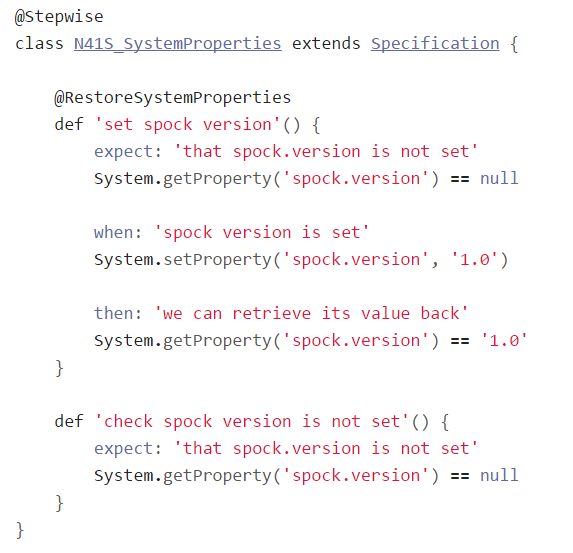 @Stepwise
class N41S_SystemProperties extends Specification {
@RestoreSystemProperties
def 'set spock version'() {
expect: 'that spock.version is not set'
System.getProperty('spock.version') == null
when: 'spock version is set'
System.setProperty('spock.version', '1.0')
then: 'we can retrieve its value back'
System.getProperty('spock.version') == '1.0'
}
def 'check spock version is not set'() {
expect: 'that spock.version is not set'
System.getProperty('spock.version') == null
}
}